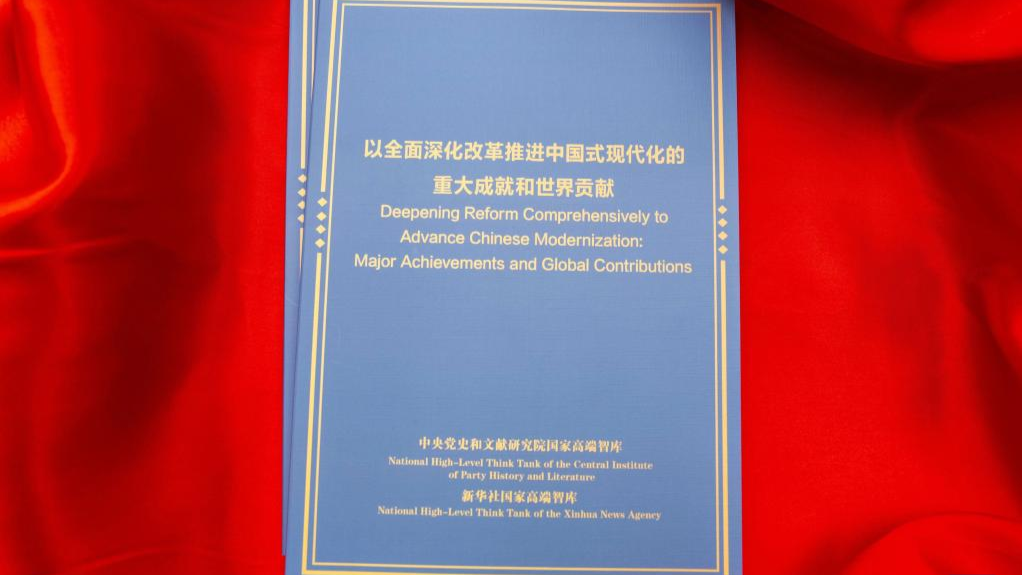 以全面深化改革推进中国式现代化的
重大成就和世界贡献
Deepening Reform Comprehensively to
Advance Chinese Modernization:
Major Achievements and Global Contributions
中央党史和文献研究院国家高端智库
National High-Level Think Tank of the Central Institute
of Party History and Literature
新华社国家高端智库
National High-Level Think Tank of the Xinhua News Agency